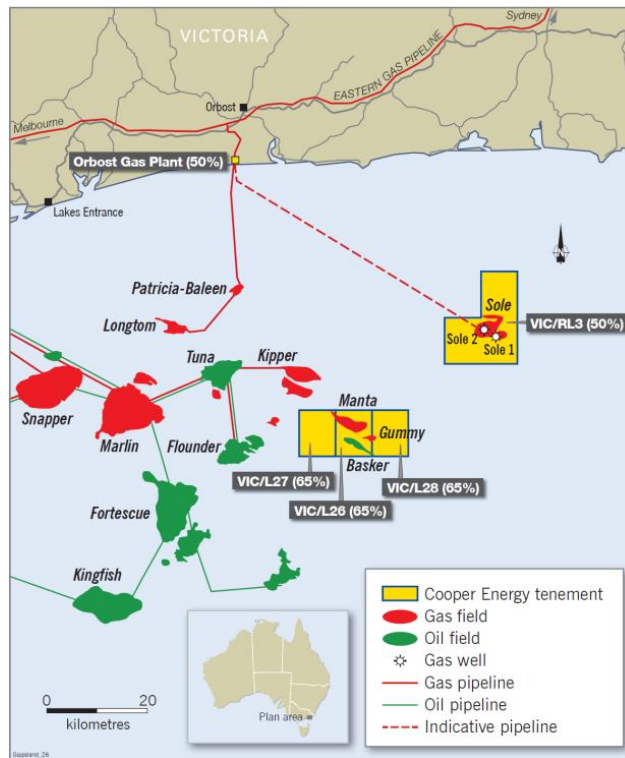 Sydney
VICTORIA
EASTERN GAS PIPELINE
Orbost
Melbourne
Orbost Gas Plant (50%)
Lakes Entrance
Patricia-Baleen
Longtom
Sole
VIC/RL3 (50%)
Sole 2
Sole 1
Tuna
Kipper
Snapper
Marlin
Manta
Gummy
Flounder
Basker
VIC/L27 (65%)
VIC/L28 (65%)
VIC/L26 (65%)
Fortescue
Kingfish
Cooper Energy tenement
Gas field
Oil field
Gas well
Gas pipeline
Oil pipeline
Indicative pipeline
0 20
kilometres
Plan area
Gippsland_26